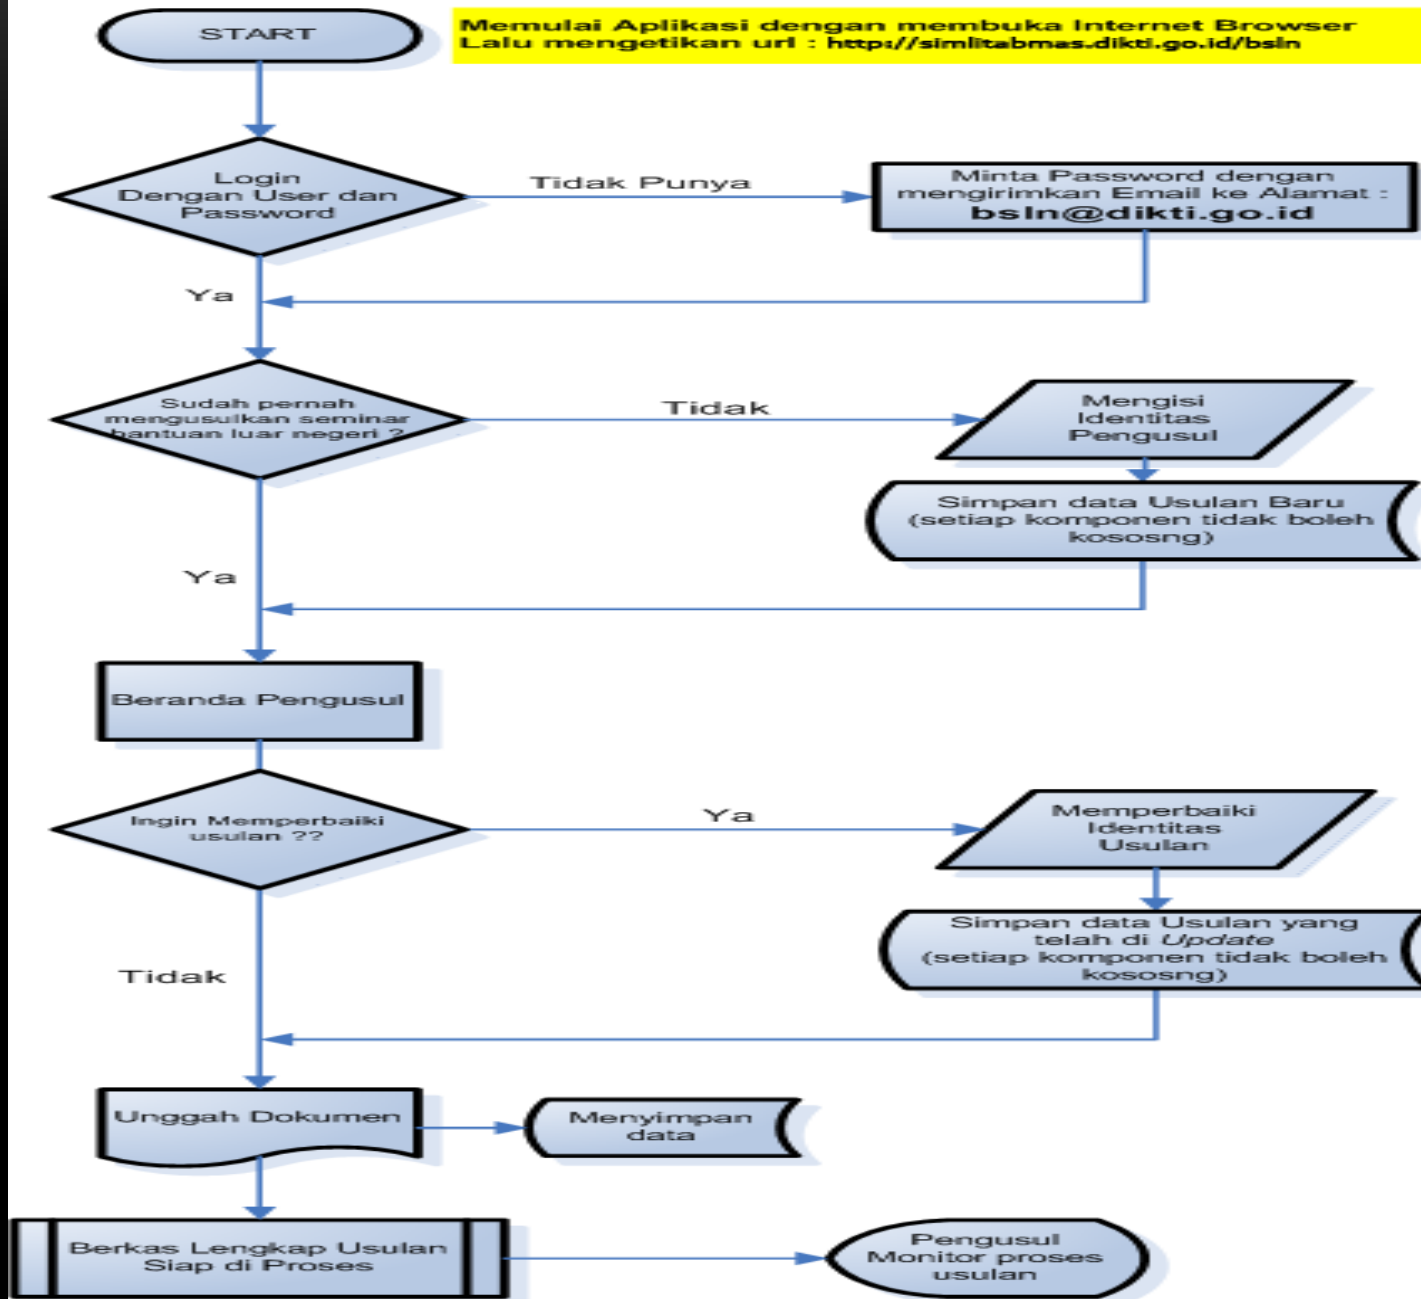 START
Memulai Aplikasi dengan membuka Internet Browser
Lalu mengetikan url : http://simlitabmas.dikti.go.id/bsln
Login
Dengan User dan
Password
Tidak Punya
Minta Password dengan
mengirimkan Email ke Alamat :
bsln@dikti.go.id
Ya
Sudah pernah
mengusulkan seminar
bantuan luar negeri ?
Tidak
Mengisi
Identitas
Pengusul
Simpan data Usulan Baru
(setiap komponen tidak boleh
kososng)
Ya
Beranda Pengusul
Ingin Memperbaiki
usulan ??
Ya
Memperbaiki
Identitas
Usulan
Simpan data Usulan yang
telah di Update
(setiap komponen tidak boleh
kososng)
Tidak
Unggah Dokumen
Menyimpan
data
Berkas Lengkap Usulan
Siap di Proses
Pengusul
Monitor proses
usulan